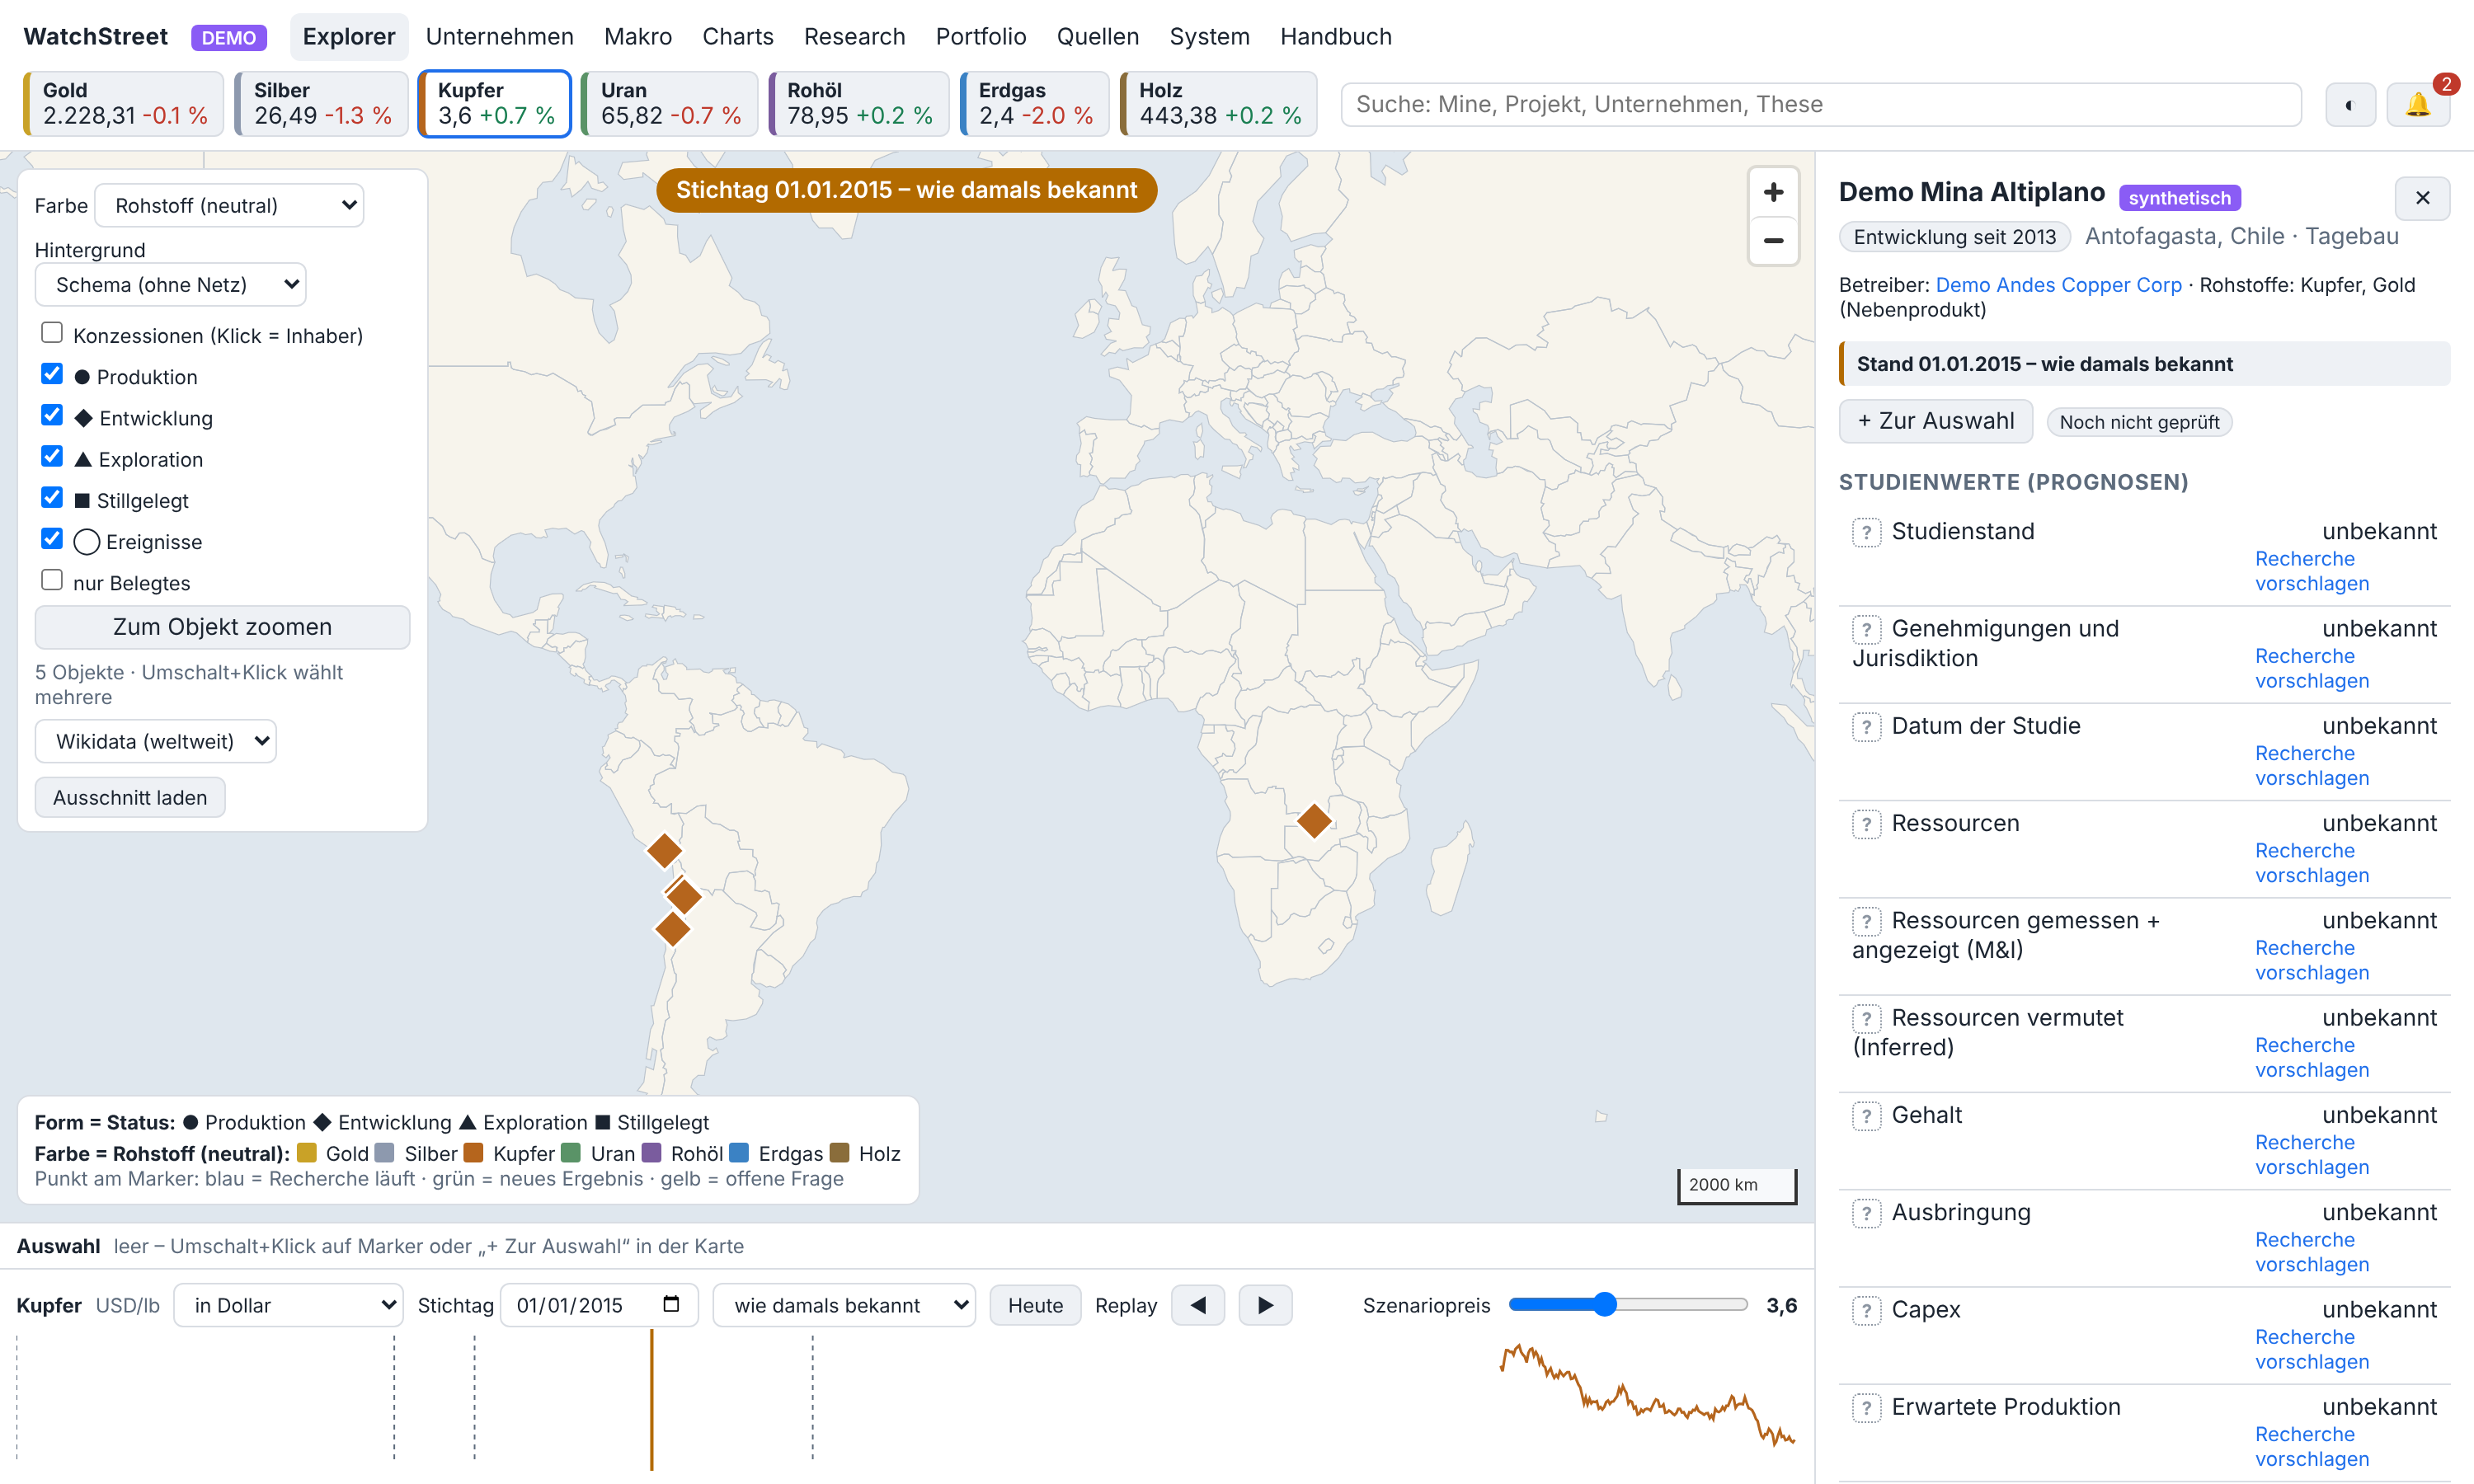 WatchStreet DEMO Explorer Unternehmen Makro Charts Research Portfolio Quellen System Handbuch
Gold
2.228,31 -0.1 %
Silber
26,49 -1.3 %
Kupfer
3,6 +0.7 %
Uran
65,82 -0.7 %
Rohöl
78,95 +0.2 %
Erdgas
2,4 -2.0 %
Holz
443,38 +0.2 %
Suche: Mine, Projekt, Unternehmen, These
2
Farbe Rohstoff (neutral)
Hintergrund
Schema (ohne Netz)
Konzessionen (Klick = Inhaber)
Produktion
Entwicklung
Exploration
Stillgelegt
Ereignisse
nur Belegtes
Zum Objekt zoomen
5 Objekte · Umschalt+Klick wählt
mehrere
Wikidata (weltweit)
Ausschnitt laden
Stichtag 01.01.2015 – wie damals bekannt
+
−
Form = Status: Produktion Entwicklung Exploration Stillgelegt
Farbe = Rohstoff (neutral): Gold Silber Kupfer Uran Rohöl Erdgas Holz
Punkt am Marker: blau = Recherche läuft · grün = neues Ergebnis · gelb = offene Frage
2000 km
Auswahl leer – Umschalt+Klick auf Marker oder „+ Zur Auswahl“ in der Karte
Kupfer USD/lb in Dollar Stichtag 01/01/2015 wie damals bekannt Heute Replay Szenariopreis 3,6
Demo Mina Altiplano synthetisch
✕
Entwicklung seit 2013 Antofagasta, Chile · Tagebau
Betreiber: Demo Andes Copper Corp · Rohstoffe: Kupfer, Gold
(Nebenprodukt)
Stand 01.01.2015 – wie damals bekannt
+ Zur Auswahl Noch nicht geprüft
STUDIENWERTE (PROGNOSEN)
? Studienstand unbekannt
Recherche
vorschlagen
? Genehmigungen und unbekannt
Jurisdiktion Recherche
vorschlagen
? Datum der Studie unbekannt
Recherche
vorschlagen
? Ressourcen unbekannt
Recherche
vorschlagen
? Ressourcen gemessen + unbekannt
angezeigt (M&I) Recherche
vorschlagen
? Ressourcen vermutet unbekannt
(Inferred) Recherche
vorschlagen
? Gehalt unbekannt
Recherche
vorschlagen
? Ausbringung unbekannt
Recherche
vorschlagen
? Capex unbekannt
Recherche
vorschlagen
? Erwartete Produktion unbekannt
Recherche
vorschlagen